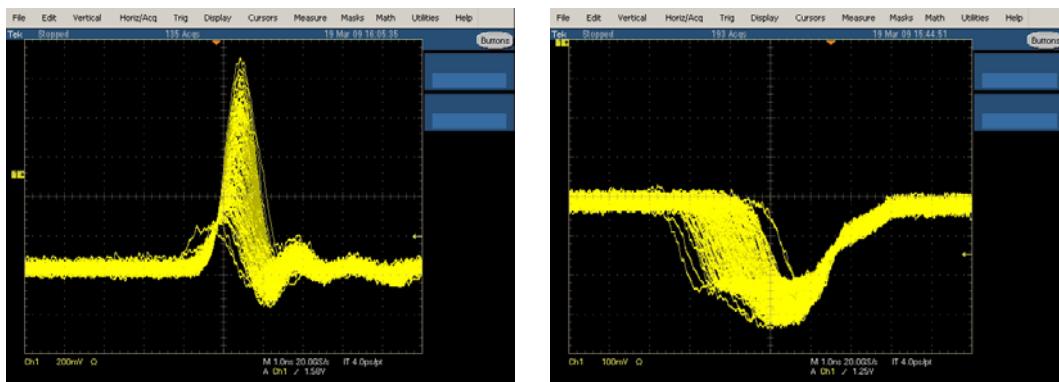 File Edit Vertical Horiz/Acq Trig Display Cursors Measure Masks Math Utilities Help
Tek Stopped 135 Acqs 19 Mar 09 16:05:35 Buttons
Ch1 200mV Ω M 1.0ns 20.0GS/s IT 4.0ps/pt
A Ch1 / 1.58V
File Edit Vertical Horiz/Acq Trig Display Cursors Measure Masks Math Utilities Help
Tek Stopped 193 Acqs 19 Mar 09 15:44:51 Buttons
Ch1 100mV Ω M 1.0ns 20.0GS/s IT 4.0ps/pt
A Ch1 / 1.25V